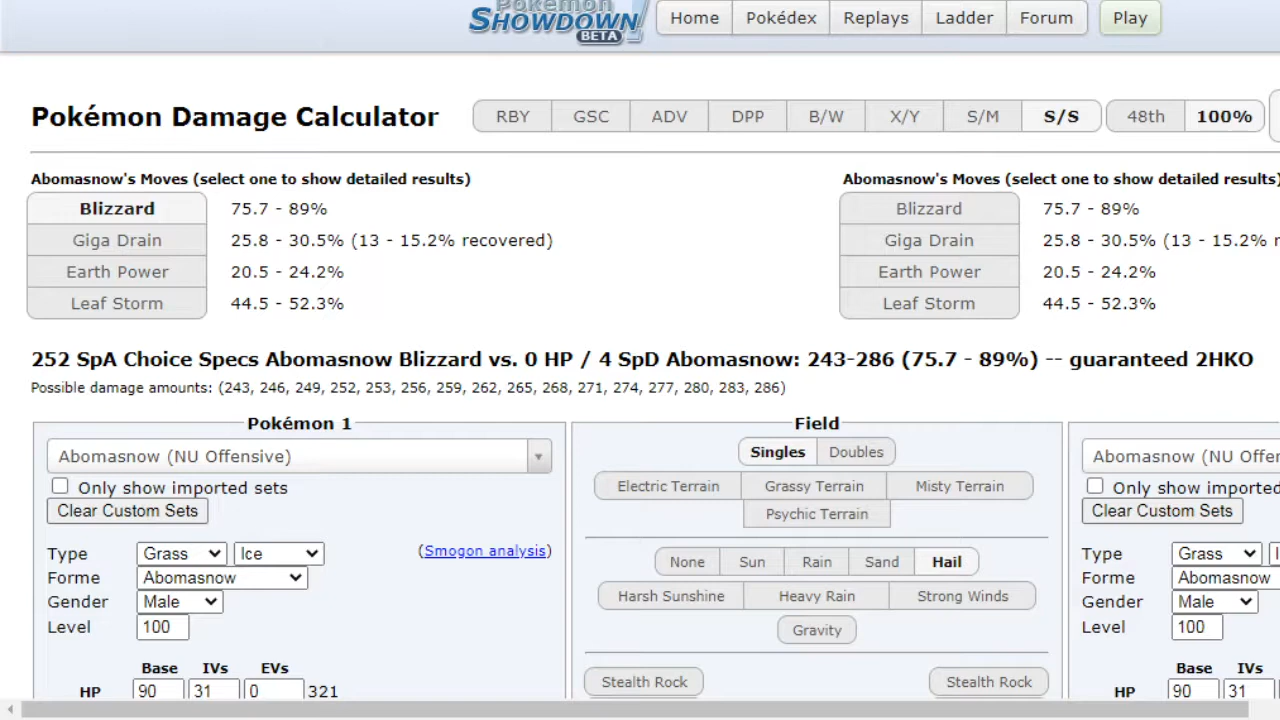 Pokémon
SHOWDOWN
BETA
Home Pokédex Replays Ladder Forum Play
Pokémon Damage Calculator RBY GSC ADV DPP B/W X/Y S/M S/S 48th 100%
Abomasnow's Moves (select one to show detailed results) Abomasnow's Moves (select one to show detailed results)
Blizzard 75.7 - 89% Blizzard 75.7 - 89%
Giga Drain 25.8 - 30.5% (13 - 15.2% recovered) Giga Drain 25.8 - 30.5% (13 - 15.2%
Earth Power 20.5 - 24.2% Earth Power 20.5 - 24.2%
Leaf Storm 44.5 - 52.3% Leaf Storm 44.5 - 52.3%
252 SpA Choice Specs Abomasnow Blizzard vs. 0 HP / 4 SpD Abomasnow: 243-286 (75.7 - 89%) -- guaranteed 2HKO
Possible damage amounts: (243, 246, 249, 252, 253, 256, 259, 262, 265, 268, 271, 274, 277, 280, 283, 286)
Pokémon 1 Field
Abomasnow (NU Offensive) Singles Doubles Abomasnow (NU Offen
Only show imported sets Electric Terrain Grassy Terrain Misty Terrain Only show imported
Clear Custom Sets Psychic Terrain Clear Custom Sets
Type Grass Ice (Smogon analysis) None Sun Rain Sand Hail Type Grass
Forme Abomasnow Forme Abomasnow
Gender Male Harsh Sunshine Heavy Rain Strong Winds Gender Male
Level 100 Gravity Level 100
Base IVs EVs Base IVs
HP 90 31 0 321 Stealth Rock Stealth Rock HP 90 31